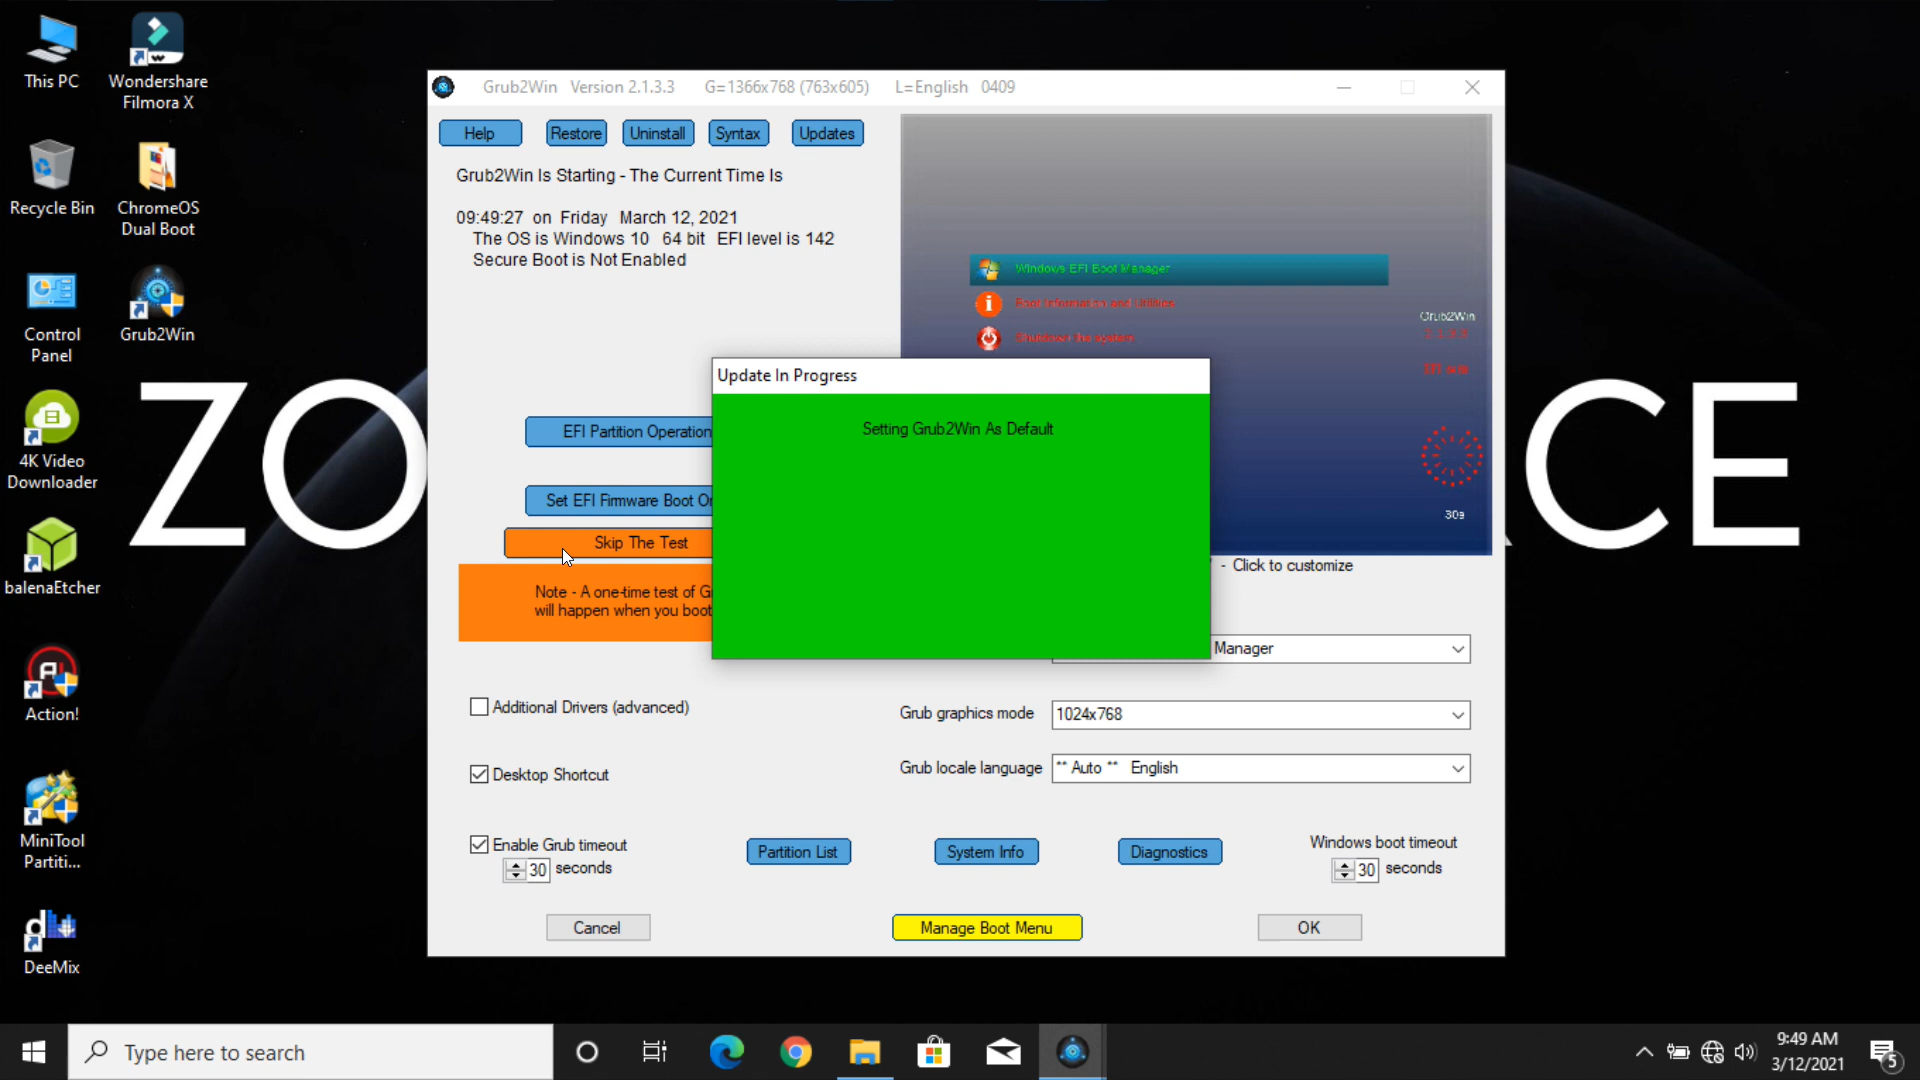 This PC
Wondershare
Filmora X
Recycle Bin
ChromeOS
Dual Boot
Control
Panel
Grub2Win
4K Video
Downloader
balenaEtcher
Action!
MiniTool
Partiti...
DeeMix
ZO
CE
Grub2Win Version 2.1.3.3 G=1366x768 (763x605) L=English 0409
Help
Restore
Uninstall
Syntax
Updates
Grub2Win Is Starting - The Current Time Is
09:49:27 on Friday March 12, 2021
The OS is Windows 10 64 bit EFI level is 142
Secure Boot is Not Enabled
Windows EFI Boot Manager
Boot Information and Utilities
Shutdown the system
Grub2Win
2.1.3.3
30s
Update In Progress
Setting Grub2Win As Default
EFI Partition Operation
Set EFI Firmware Boot Or
Skip The Test
Note - A one-time test of G
will happen when you boot
- Click to customize
Manager
Additional Drivers (advanced)
Grub graphics mode
1024x768
Desktop Shortcut
Grub locale language
** Auto ** English
Enable Grub timeout
30 seconds
Partition List
System Info
Diagnostics
Windows boot timeout
30 seconds
Cancel
Manage Boot Menu
OK
Type here to search
9:49 AM
3/12/2021
5